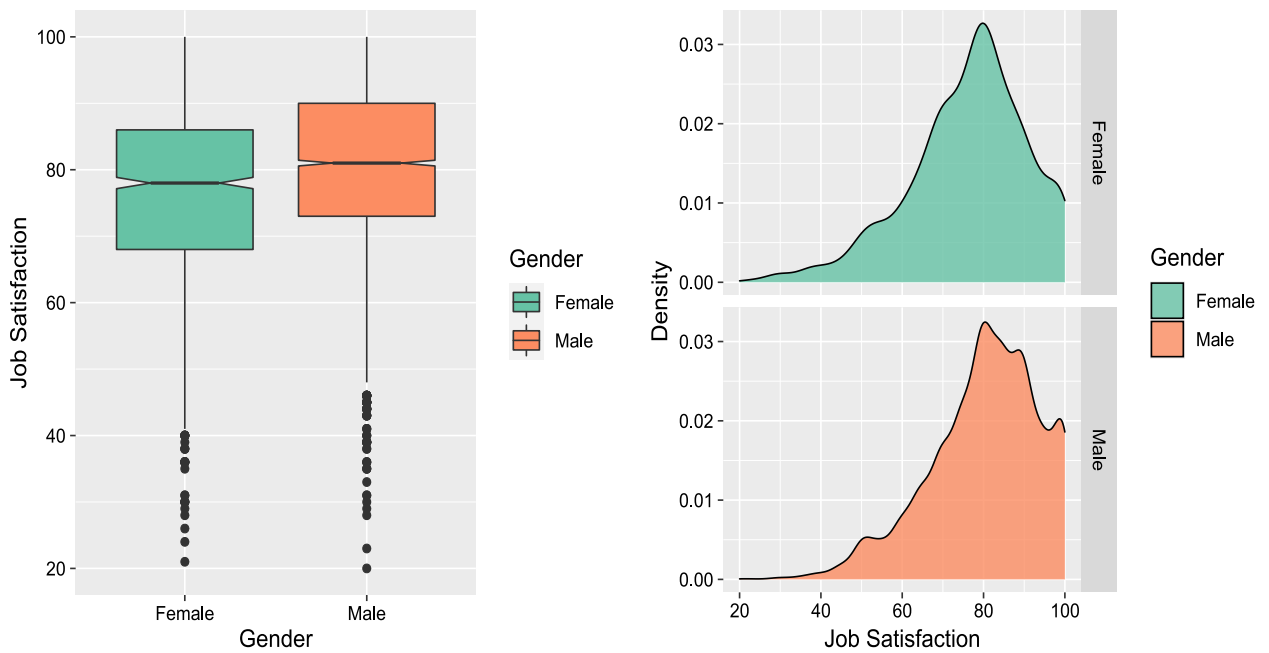 100
80
60
40
20
Job Satisfaction
Female
Male
Gender
Gender
Female
Male
0.03
0.02
0.01
0.00
Female
0.03
0.02
0.01
0.00
Male
Density
20
40
60
80
100
Job Satisfaction
Gender
Female
Male